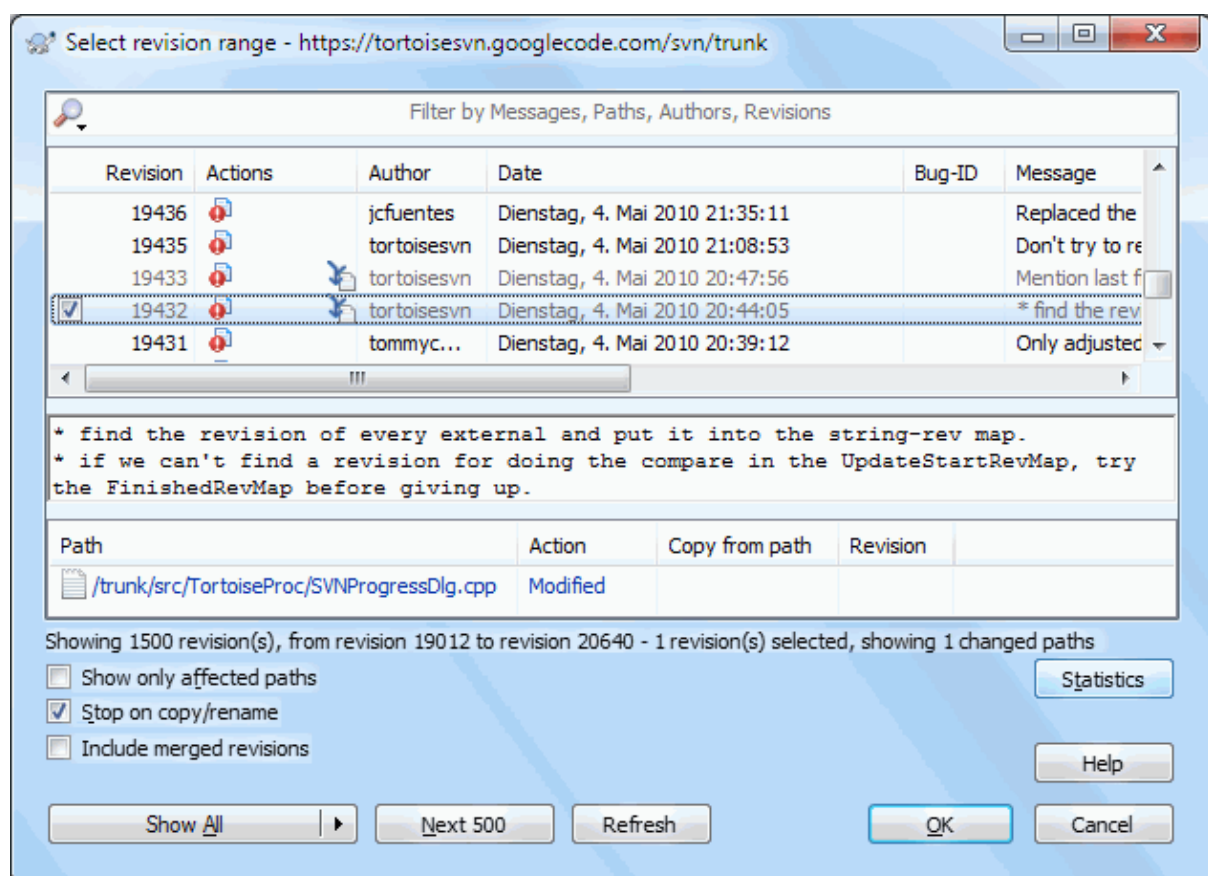 Select revision range - https://tortoisesvn.googlecode.com/svn/trunk
Filter by Messages, Paths, Authors, Revisions
Revision Actions Author Date Bug-ID Message
19436 jcfuentes Dienstag, 4. Mai 2010 21:35:11 Replaced the
19435 tortoisesvn Dienstag, 4. Mai 2010 21:08:53 Don't try to re
19433 tortoisesvn Dienstag, 4. Mai 2010 20:47:56 Mention last f
19432 tortoisesvn Dienstag, 4. Mai 2010 20:44:05 * find the rev
19431 tommyc... Dienstag, 4. Mai 2010 20:39:12 Only adjusted
* find the revision of every external and put it into the string-rev map.
* if we can't find a revision for doing the compare in the UpdateStartRevMap, try
the FinishedRevMap before giving up.
Path Action Copy from path Revision
/trunk/src/TortoiseProc/SVNProgressDlg.cpp Modified
Showing 1500 revision(s), from revision 19012 to revision 20640 - 1 revision(s) selected, showing 1 changed paths
Show only affected paths
Statistics
Stop on copy/rename
Include merged revisions
Help
Show All Next 500 Refresh OK Cancel